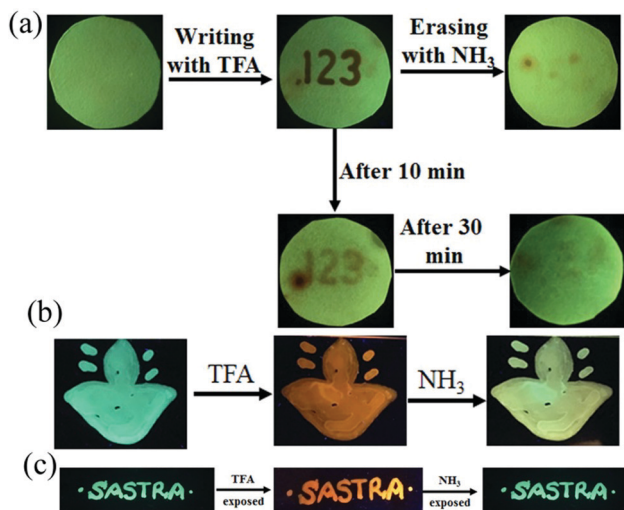 (a)
Writing
with TFA
.123
Erasing
with NH₃
After 10 min
.123
After 30
min
(b)
TFA
NH₃
(c)
·SASTRA·
TFA
exposed
·SASTRA·
NH₃
exposed
·SASTRA·